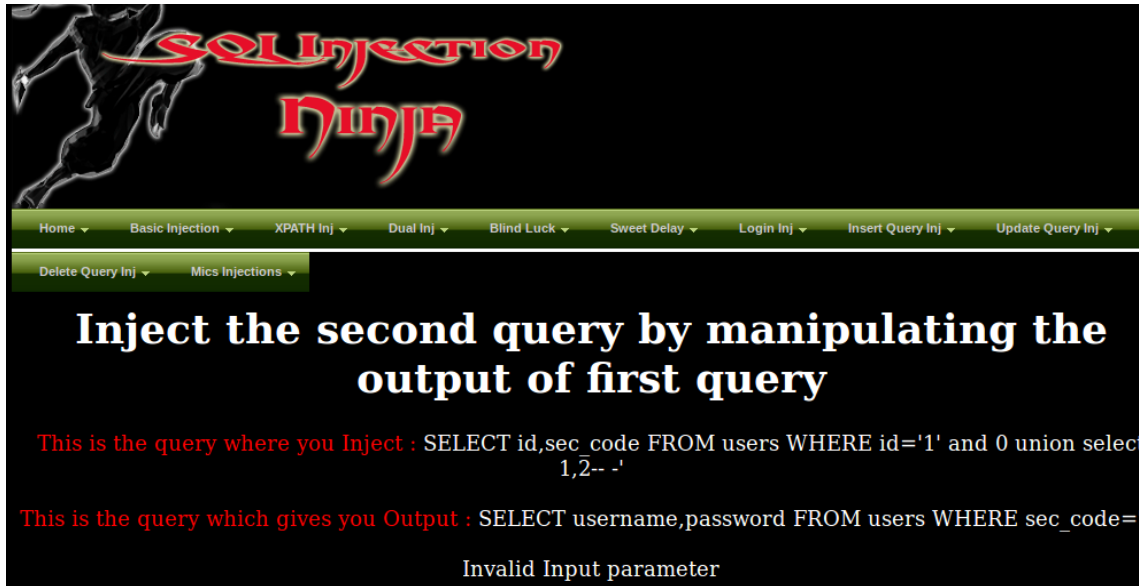 SQL Injection
Ninja
Home Basic Injection XPATH Inj Dual Inj Blind Luck Sweet Delay Login Inj Insert Query Inj Update Query Inj
Delete Query Inj Mics Injections
Inject the second query by manipulating the
output of first query
This is the query where you Inject : SELECT id,sec_code FROM users WHERE id='1' and 0 union select
1,2-- -'
This is the query which gives you Output : SELECT username,password FROM users WHERE sec_code=
Invalid Input parameter